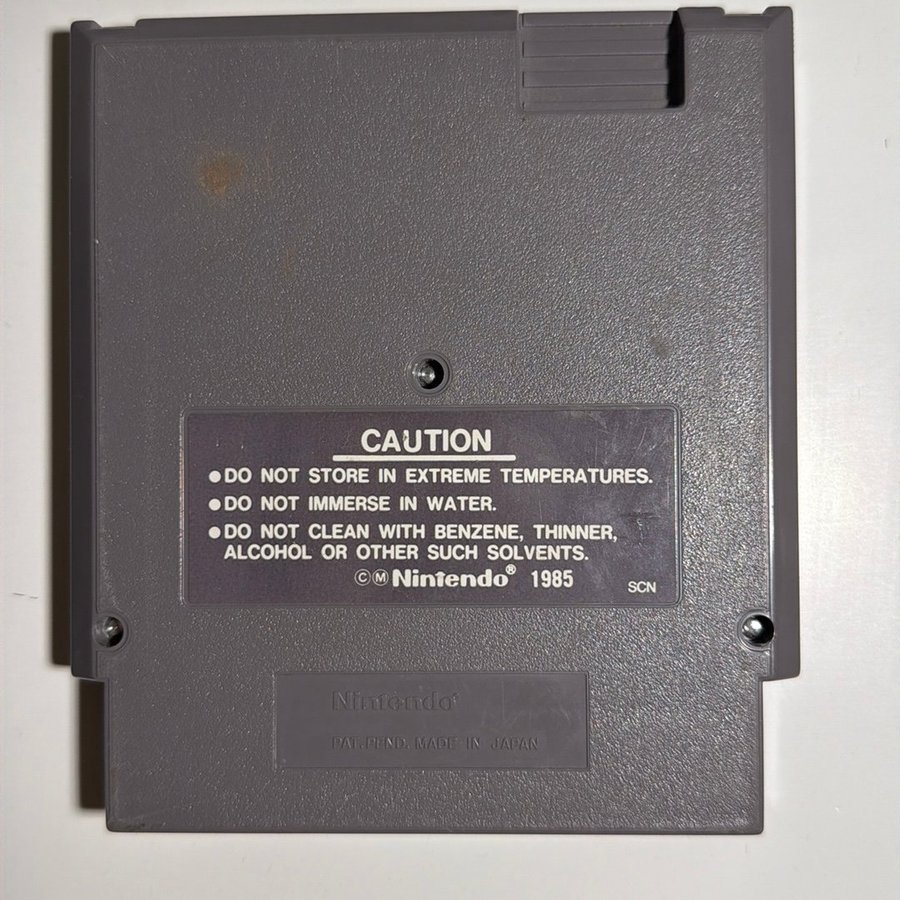 CAUTION
●DO NOT STORE IN EXTREME TEMPERATURES.
●DO NOT IMMERSE IN WATER.
●DO NOT CLEAN WITH BENZENE, THINNER,
ALCOHOL OR OTHER SUCH SOLVENTS.
ⒸⓂNintendo® 1985
SCN
Nintendo®
PAT. PEND. MADE IN JAPAN